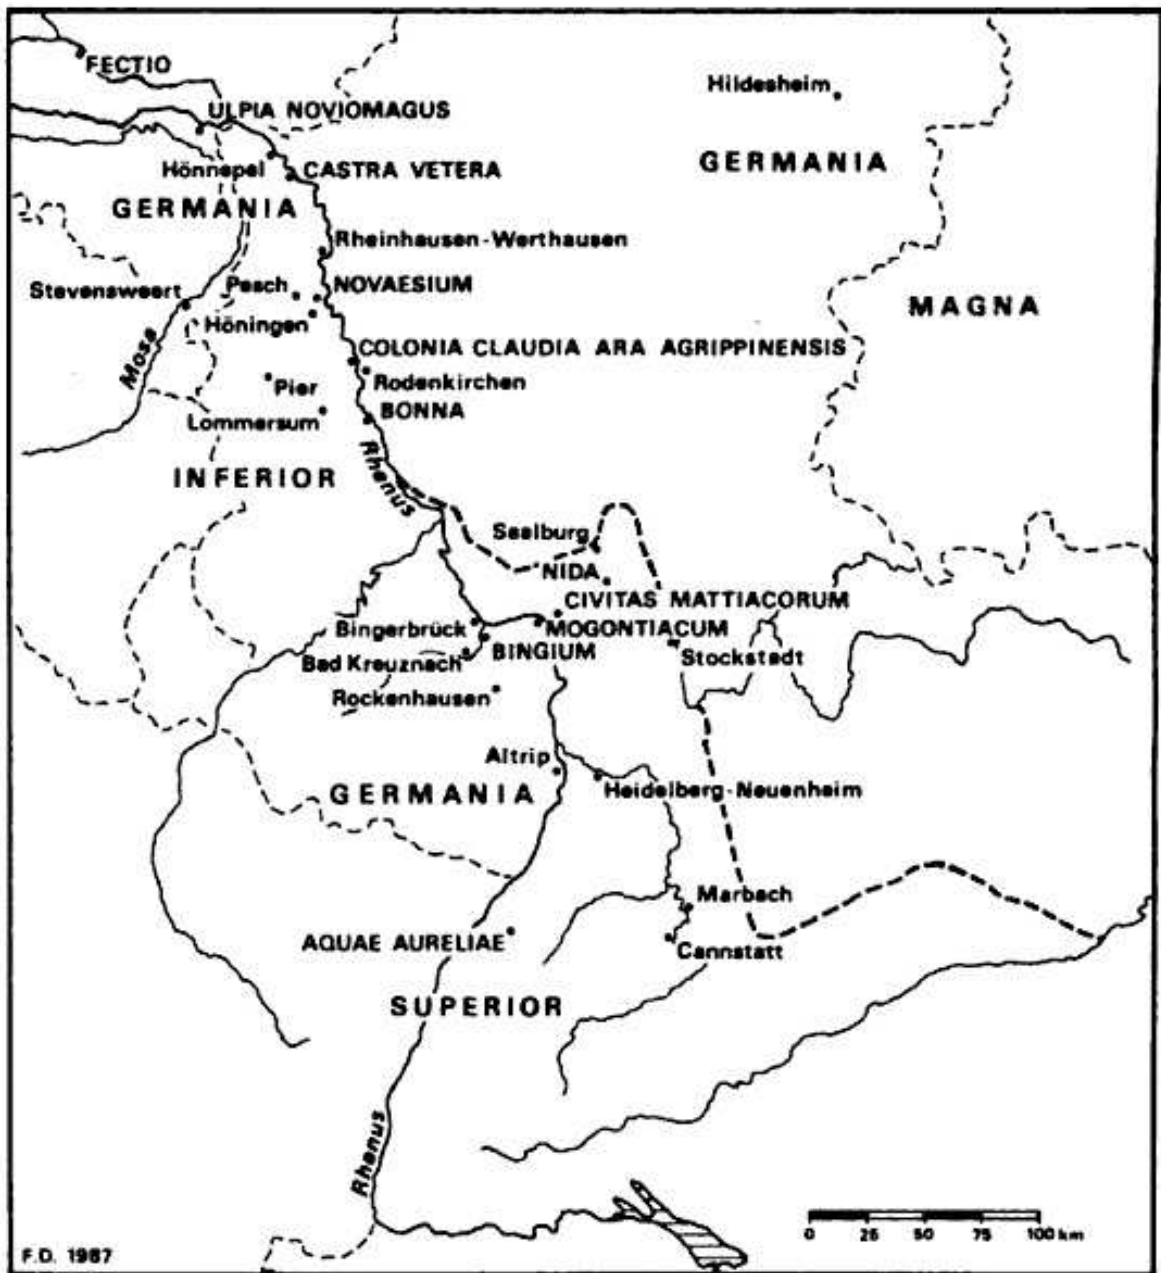 FECTIO
Hildesheim
ULPIA NOVIOMAGUS
Hönnepel
CASTRA VETERA
GERMANIA
GERMANIA
Rheinhausen-Werthausen
Stevensweert
Pesch
NOVAESIUM
MAGNA
Höningen
Mosa
COLONIA CLAUDIA ARA AGRIPPINENSIS
Pier
Rodenkirchen
Lommersum
BONNA
INFERIOR
Rhenus
Saalburg
NIDA
CIVITAS MATTIACORUM
Bingerbrück
MOGONTIACUM
BINGIUM
Stockstadt
Bad Kreuznach
Rockenhausen
Altrip
GERMANIA
Heidelberg-Neuenheim
Marbach
AQUAE AURELIAE
Cannstatt
SUPERIOR
Rhenus
0 25 50 75 100 km
F.D. 1987